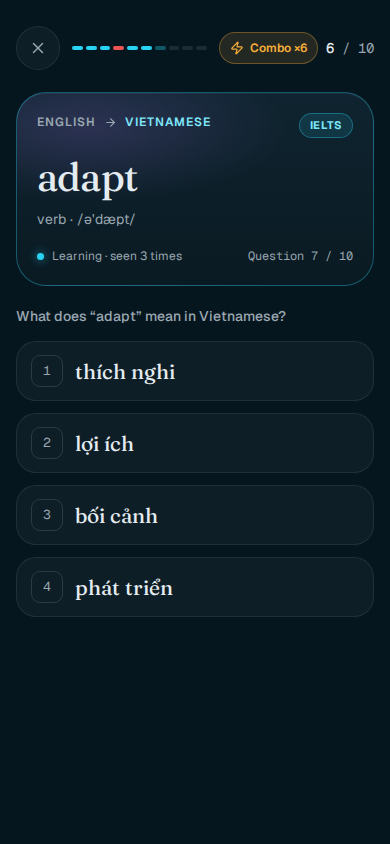 Combo ×6 6 / 10
ENGLISH → VIETNAMESE IELTS
adapt
verb · /ə'dæpt/
Learning · seen 3 times Question 7 / 10
What does “adapt” mean in Vietnamese?
1 thích nghi
2 lợi ích
3 bối cảnh
4 phát triển